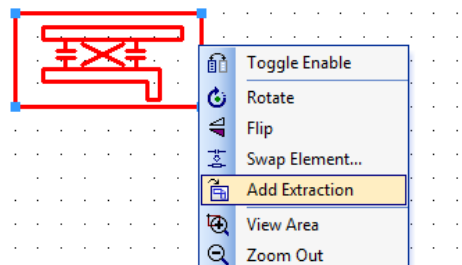 Toggle Enable
Rotate
Flip
Swap Element...
Add Extraction
View Area
Zoom Out